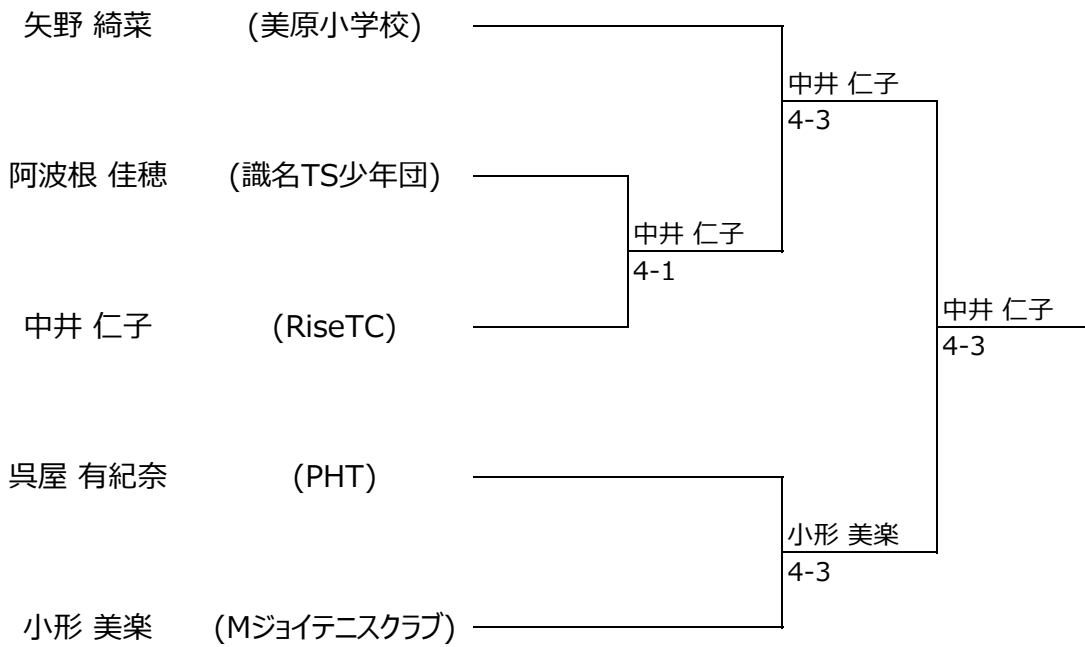 矢野 綺菜 (美原小学校)
中井 仁子
4-3
阿波根 佳穂 (識名TS少年団)
中井 仁子
4-1
中井 仁子 (RiseTC)
中井 仁子
4-3
呉屋 有紀奈 (PHT)
小形 美楽
4-3
小形 美楽 (Mジョイテニスクラブ)